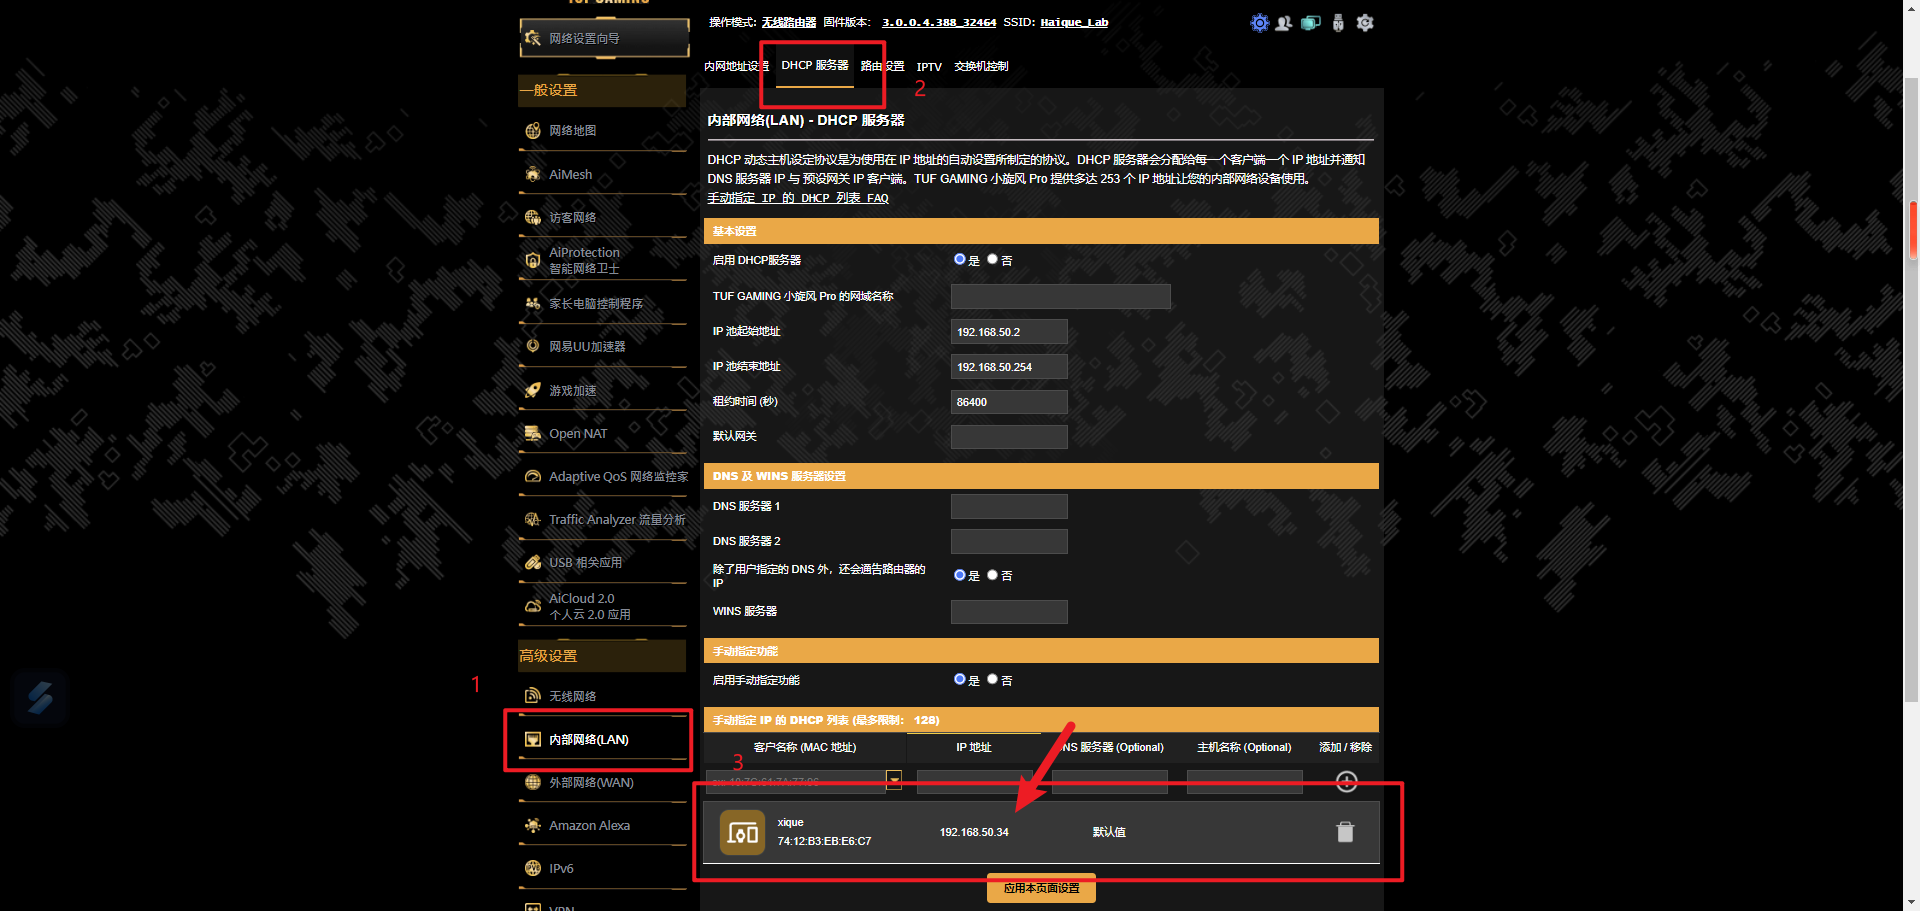 操作模式: 无线路由器 固件版本: 3.0.0.4.388_32464 SSID: Haique_Lab
网络设置向导
一般设置
网络地图
AiMesh
访客网络
AiProtection
智能网络卫士
家长电脑控制程序
网易UU加速器
游戏加速
Open NAT
Adaptive QoS 网络监控家
Traffic Analyzer 流量分析
USB 相关应用
AiCloud 2.0
个人云 2.0 应用
高级设置
1
无线网络
内部网络(LAN)
外部网络(WAN)
Amazon Alexa
IPv6
VPN
内网地址设置 DHCP 服务器 路由设置 IPTV 交换机控制
2
内部网络(LAN) - DHCP 服务器
DHCP 动态主机设定协议是为使用在 IP 地址的自动设置所制定的协议。DHCP 服务器会分配给每一个客户端一个 IP 地址并通知
DNS 服务器 IP 与 预设网关 IP 客户端。TUF GAMING 小旋风 Pro 提供多达 253 个 IP 地址让您的内部网络设备使用。
手动指定 IP 的 DHCP 列表 FAQ
基本设置
启用 DHCP服务器 是 否
TUF GAMING 小旋风 Pro 的网域名称
IP 池起始地址 192.168.50.2
IP 池结束地址 192.168.50.254
租约时间 (秒) 86400
默认网关
DNS 及 WINS 服务器设置
DNS 服务器 1
DNS 服务器 2
除了用户指定的 DNS 外，还会通告路由器的
IP 是 否
WINS 服务器
手动指定功能
启用手动指定功能 是 否
手动指定 IP 的 DHCP 列表 (最多限制: 128)
客户名称 (MAC 地址) IP 地址 NS 服务器 (Optional) 主机名称 (Optional) 添加 / 移除
3
xique
74:12:B3:EB:E6:C7 192.168.50.34 默认值
应用本页面设置